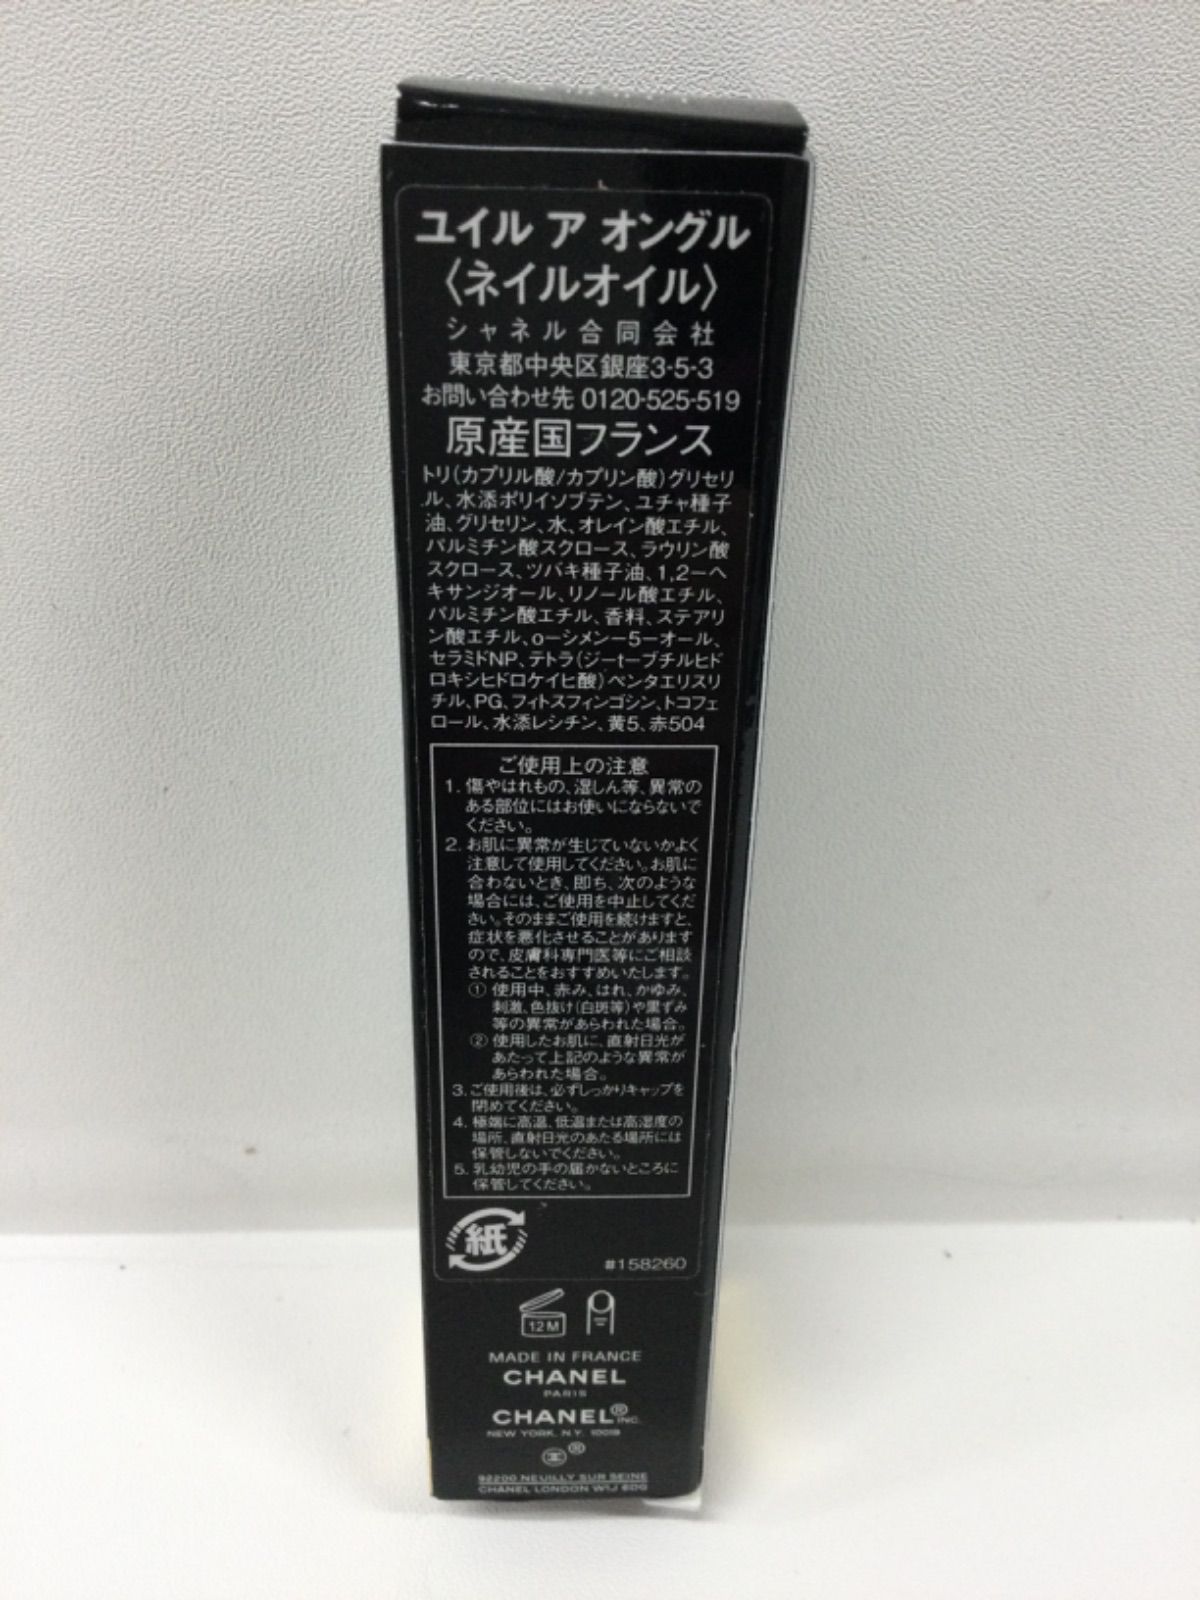 ユイル ア オングル
〈ネイルオイル〉
シャネル合同会社
東京都中央区銀座3-5-3
お問い合わせ先 0120-525-519
原産国フランス
トリ(カプリル酸/カプリン酸)グリセリ
ル、水添ポリイソブテン、ユチャ種子
油、グリセリン、水、オレイン酸エチル、
パルミチン酸スクロース、ラウリン酸
スクロース、ツバキ種子油、1,2-ヘ
キサンジオール、リノール酸エチル、
パルミチン酸エチル、香料、ステアリ
ン酸エチル、o-シメン-5-オール、
セラミドNP、テトラ(ジ-t-ブチルヒド
ロキシヒドロケイヒ酸)ペンタエリスリ
チル、PG、フィトスフィンゴシン、トコフェ
ロール、水添レシチン、黄5、赤504
ご使用上の注意
1. 傷やはれもの、湿しん等、異常の
ある部位にはお使いにならないで
ください。
2. お肌に異常が生じていないかよく
注意して使用してください。お肌に
合わないとき、即ち、次のような
場合には、ご使用を中止してくだ
さい。そのままご使用を続けますと、
症状を悪化させることがあります
ので、皮膚科専門医等にご相談
されることをおすすめいたします。
① 使用中、赤み、はれ、かゆみ、
刺激、色抜け(白斑等)や黒ずみ
等の異常があらわれた場合。
② 使用したお肌に、直射日光が
あたって上記のような異常が
あらわれた場合。
3. ご使用後は、必ずしっかりキャップを
閉めてください。
4. 極端に高温、低温または高湿度の
場所、直射日光のあたる場所には
保管しないでください。
5. 乳幼児の手の届かないところに
保管してください。
紙
#158260
12 M
MADE IN FRANCE
CHANEL
PARIS
CHANEL® INC.
NEW YORK, N.Y. 10019
®
92200 NEUILLY SUR SEINE
CHANEL LONDON W1J 6DG